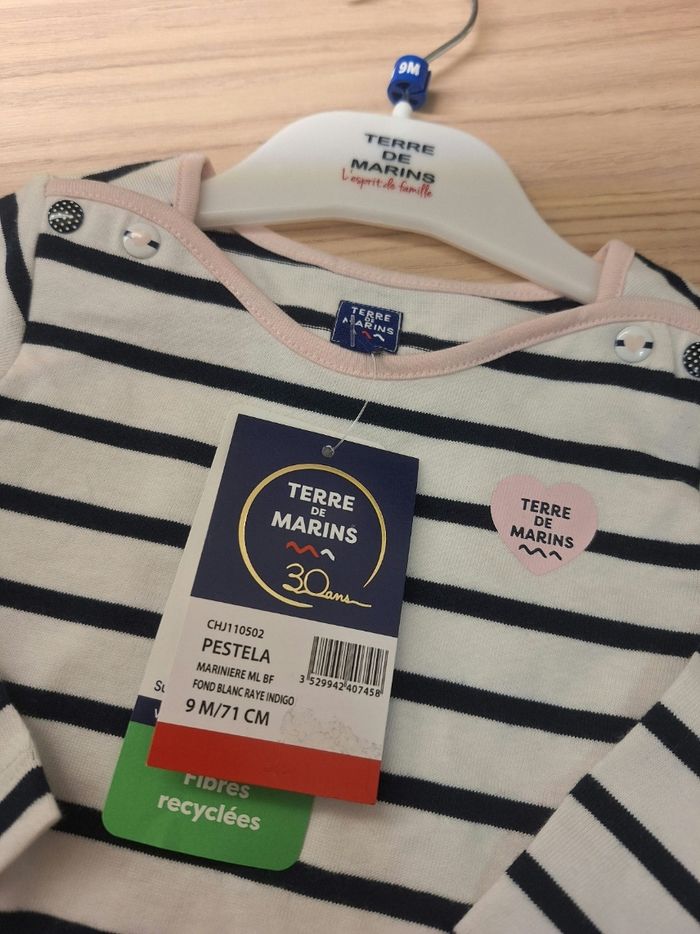 9M
TERRE
DE
MARINS
L'esprit de famille
TERRE
DE
MARINS
TERRE
DE
MARINS
TERRE
DE
MARINS
30ans
CHJ110502
PESTELA
MARINIERE ML BF
FOND BLANC RAYE INDIGO
9 M/71 CM
3 529942 407458
Fibres
recyclées